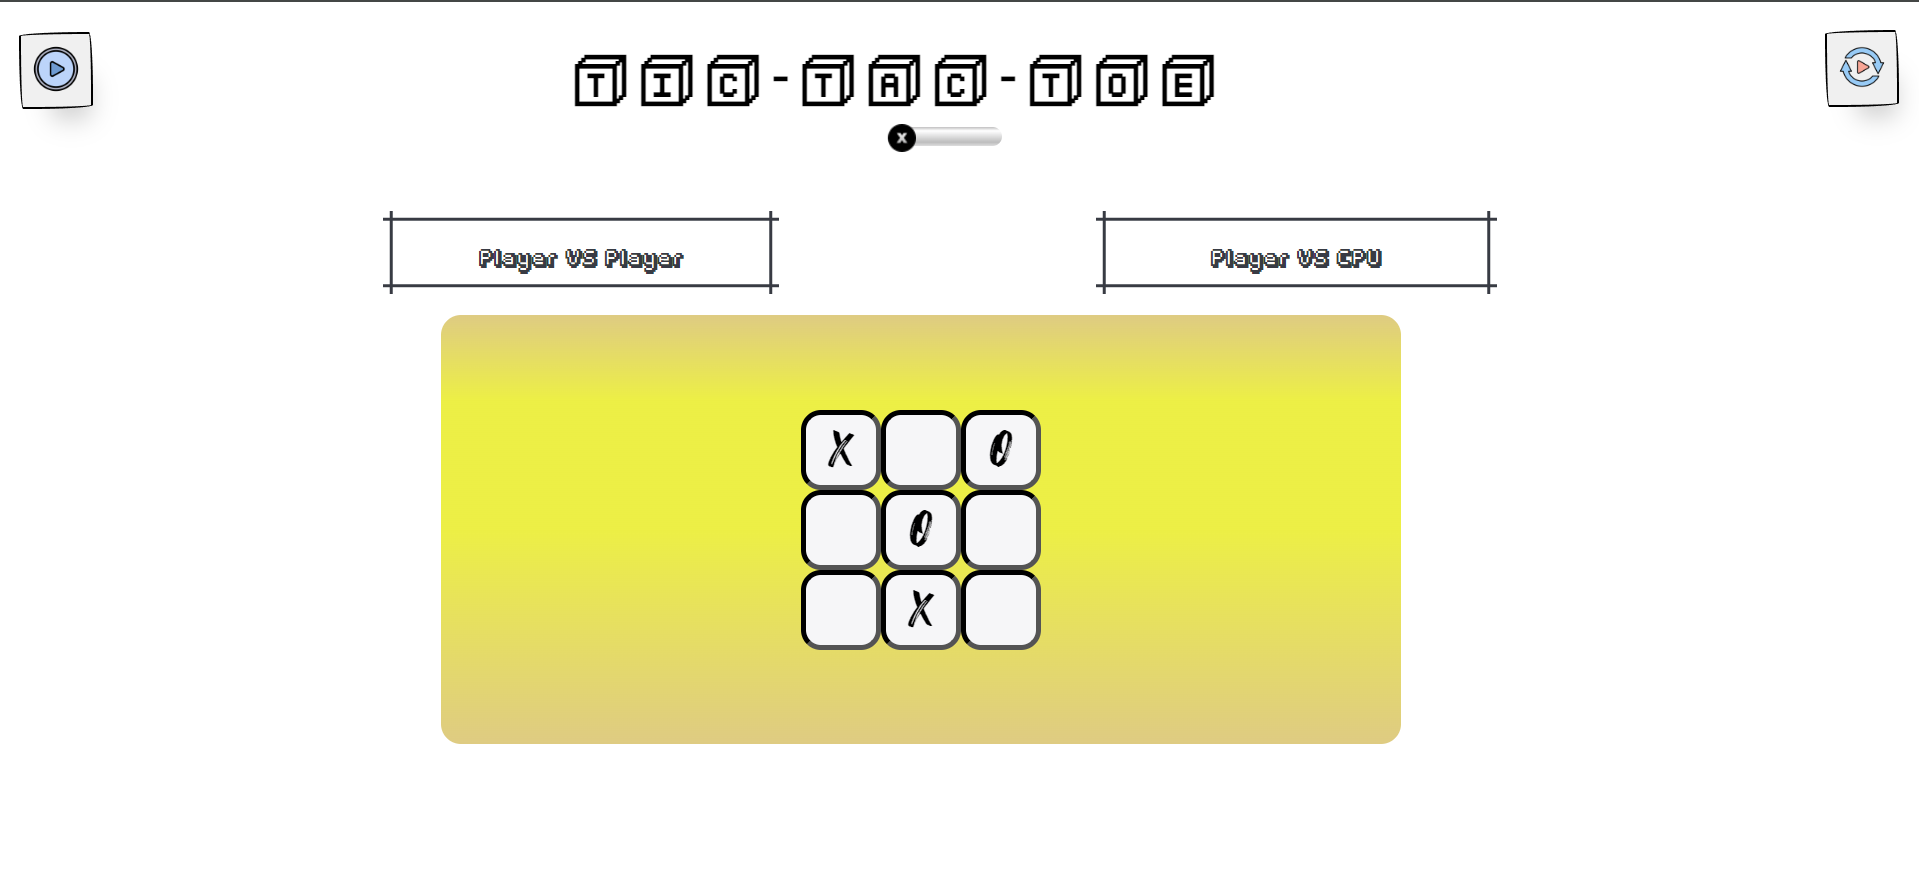 TIC-TAC-TOE
X
Player VS Player
Player VS CPU
X O
O
X